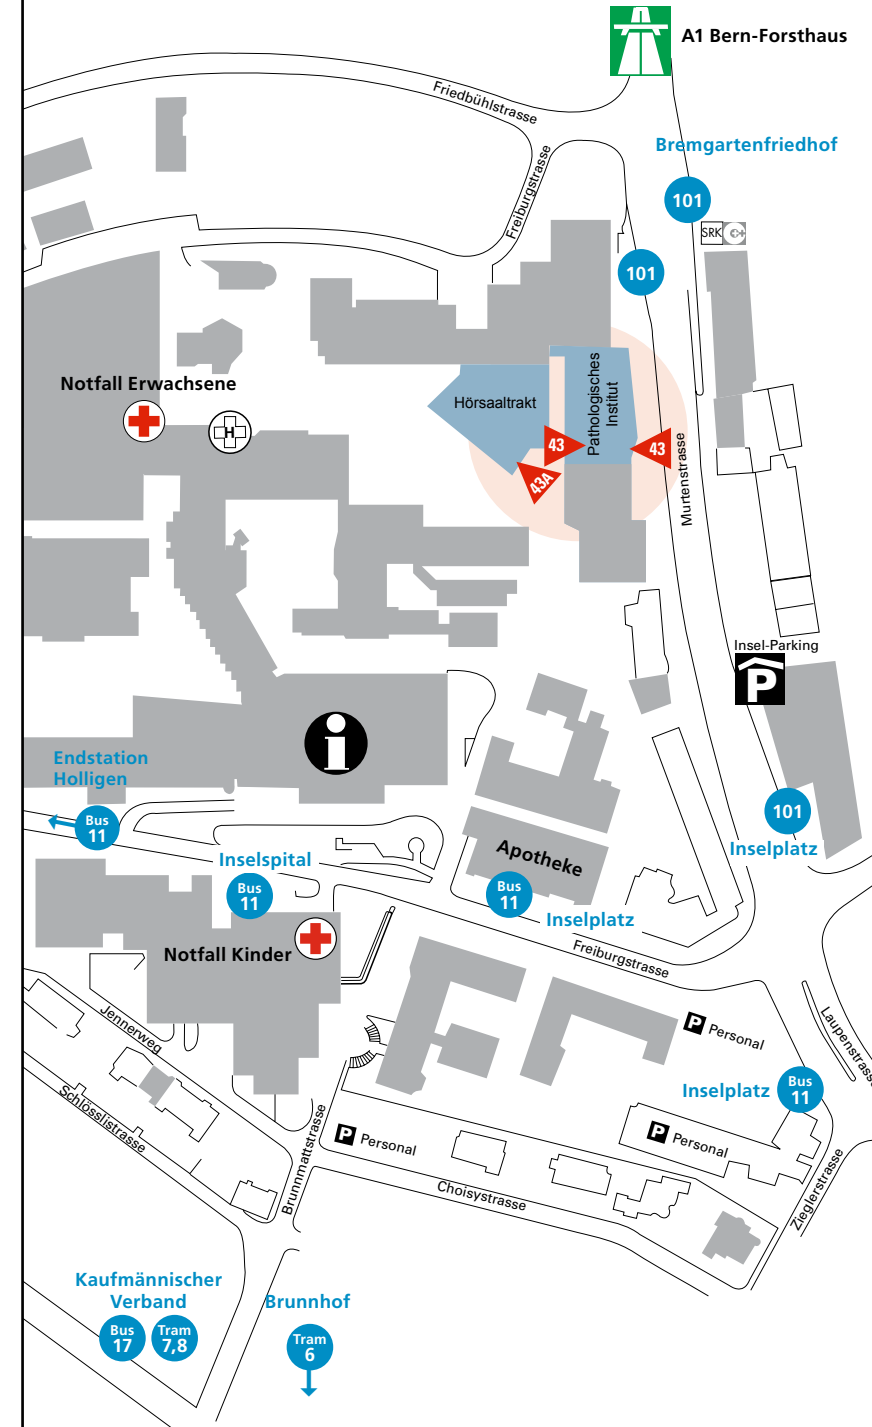 A1 Bern-Forsthaus
Friedbühlstrasse
Bremgartenfriedhof
Freiburgstrasse
101
SRK
101
Notfall Erwachsene
H
Hörsaaltrakt
Pathologisches
Institut
43
43
43A
Murtenstrasse
Insel-Parking
P
i
Endstation
Holligen
Bus
11
101
Inselplatz
Inselspital
Bus
11
Apotheke
Bus
11
Inselplatz
Notfall Kinder
Freiburgstrasse
Jennerweg
P Personal
Laupenstrasse
Schlösslistrasse
Inselplatz
Bus
11
Brunnmattstrasse
P Personal
P Personal
Choisystrasse
Zieglerstrasse
Kaufmännischer
Verband
Bus
17
Tram
7,8
Brunnhof
Tram
6